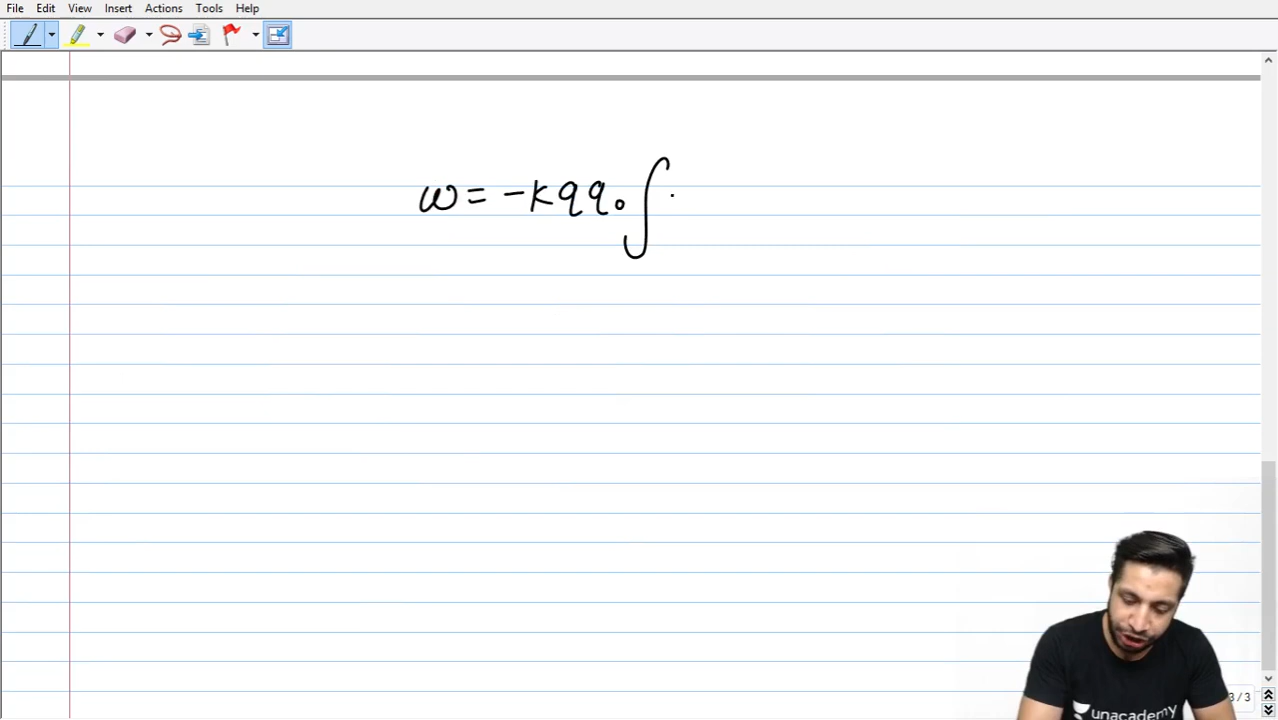 File Edit View Insert Actions Tools Help
w = -kqq₀ ∫
3/3
unacademy